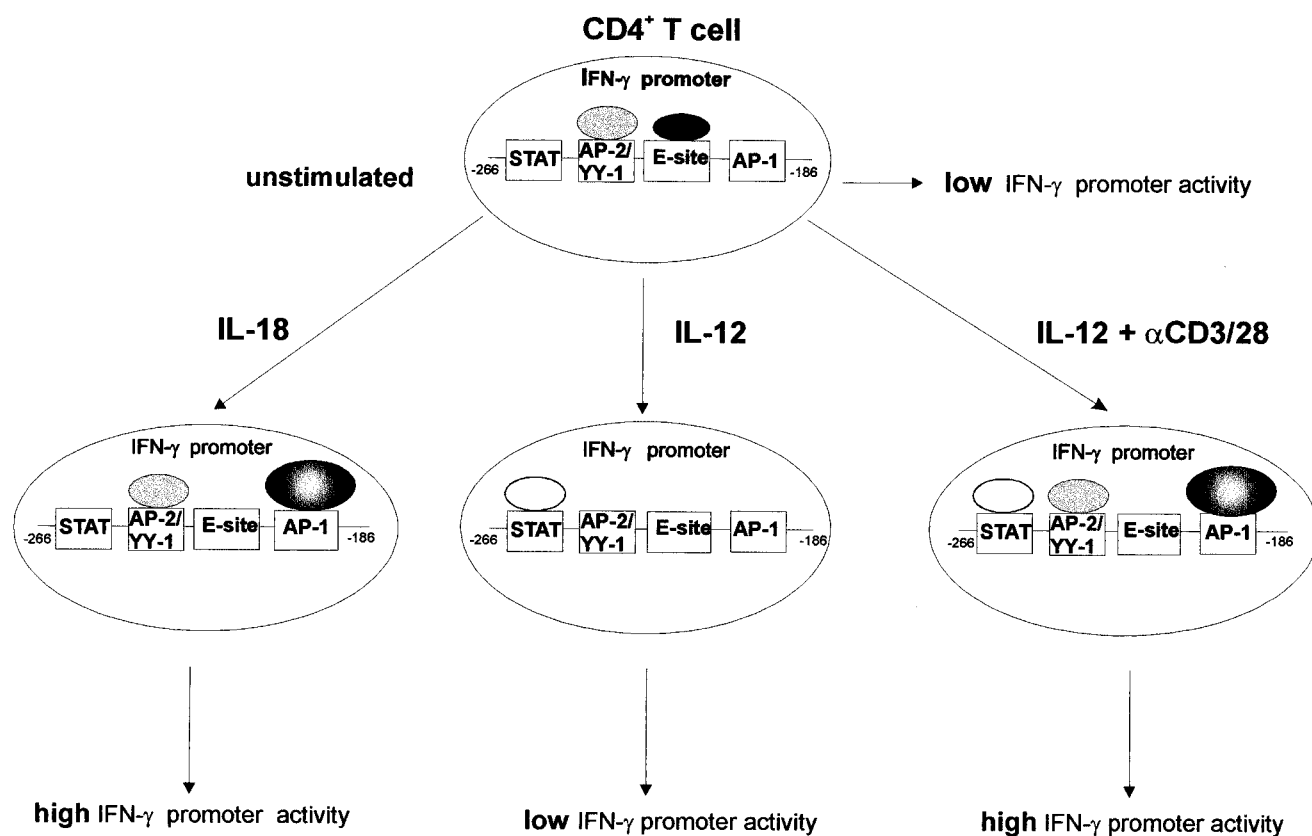 CD4⁺ T cell
IFN-γ promoter
-266 STAT AP-2/ E-site AP-1 -186
YY-1
unstimulated
low IFN-γ promoter activity
IL-18
IL-12
IL-12 + αCD3/28
IFN-γ promoter
-266 STAT AP-2/ E-site AP-1 -186
YY-1
IFN-γ promoter
-266 STAT AP-2/ E-site AP-1 -186
YY-1
IFN-γ promoter
-266 STAT AP-2/ E-site AP-1 -186
YY-1
high IFN-γ promoter activity
low IFN-γ promoter activity
high IFN-γ promoter activity